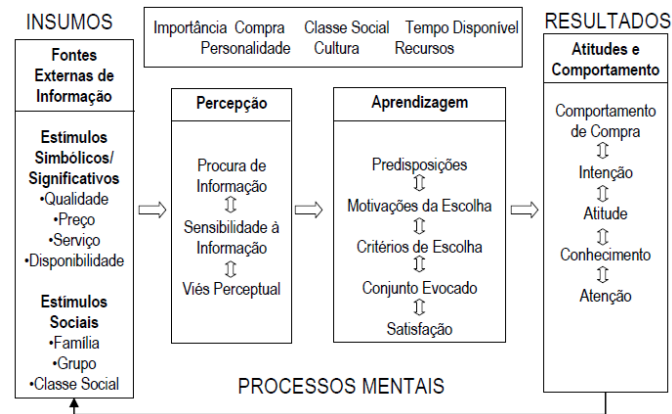 INSUMOS
Importância Compra Classe Social Tempo Disponível
Personalidade Cultura Recursos
RESULTADOS
Fontes
Externas de
Informação
Estímulos
Simbólicos/
Significativos
•Qualidade
•Preço
•Serviço
•Disponibilidade
Estímulos
Sociais
•Família
•Grupo
•Classe Social
Percepção
Procura de
Informação
Sensibilidade à
Informação
Viés Perceptual
Aprendizagem
Predisposições
Motivações da Escolha
Critérios de Escolha
Conjunto Evocado
Satisfação
Atitudes e
Comportamento
Comportamento
de Compra
Intenção
Atitude
Conhecimento
Atenção
PROCESSOS MENTAIS